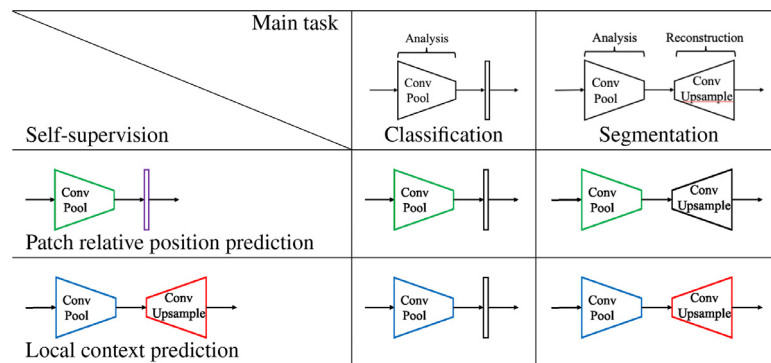 Main task
Self-supervision
Analysis
Conv
Pool
Classification
Analysis
Reconstruction
Conv
Pool
Conv
Upsample
Segmentation
Conv
Pool
Patch relative position prediction
Conv
Pool
Conv
Pool
Conv
Upsample
Conv
Pool
Conv
Upsample
Local context prediction
Conv
Pool
Conv
Pool
Conv
Upsample